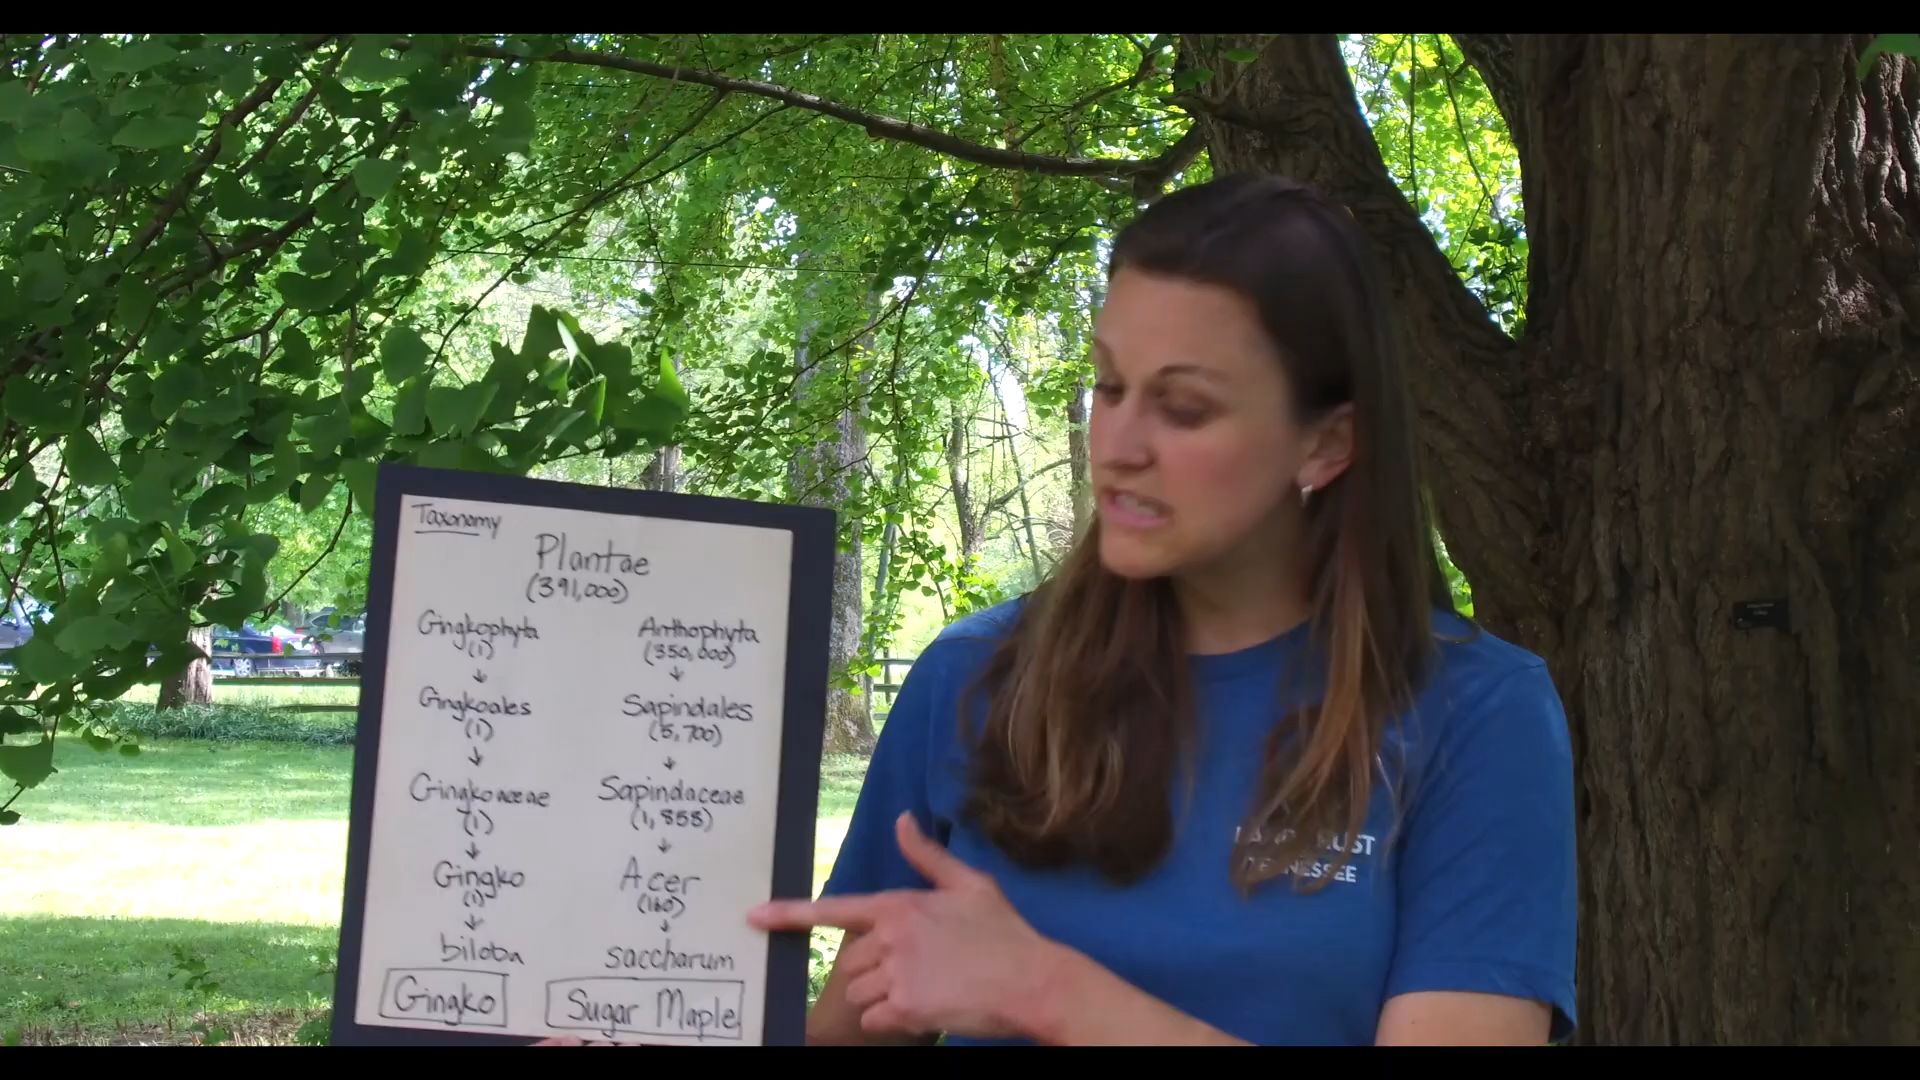 Taxonomy
Plantae
(391,000)
Gingkophyta
(1)
Gingkoales
(1)
Gingkoaceae
(1)
Gingko
(1)
biloba
Gingko
Anthophyta
(350,000)
Sapindales
(5,700)
Sapindaceae
(1,858)
Acer
(160)
saccharum
Sugar Maple